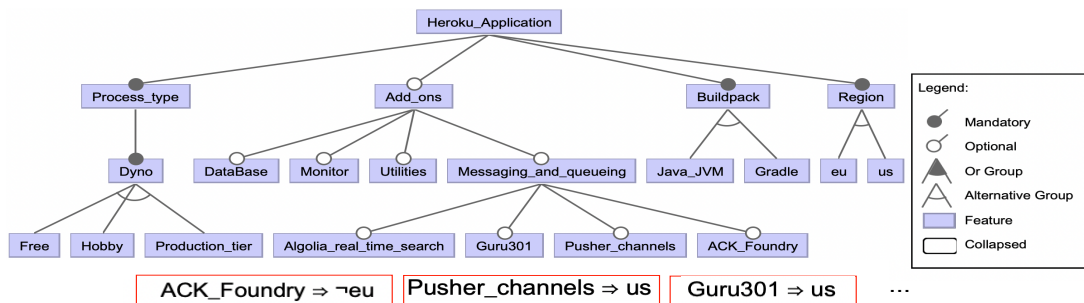 Heroku_Application
Process_type Add_ons Buildpack Region
Legend:
Mandatory
Optional
Or Group
Alternative Group
Feature
Collapsed
Dyno DataBase Monitor Utilities Messaging_and_queueing Java_JVM Gradle eu us
Free Hobby Production_tier Algolia_real_time_search Guru301 Pusher_channels ACK_Foundry
ACK_Foundry ⇒ ¬eu Pusher_channels ⇒ us Guru301 ⇒ us ...